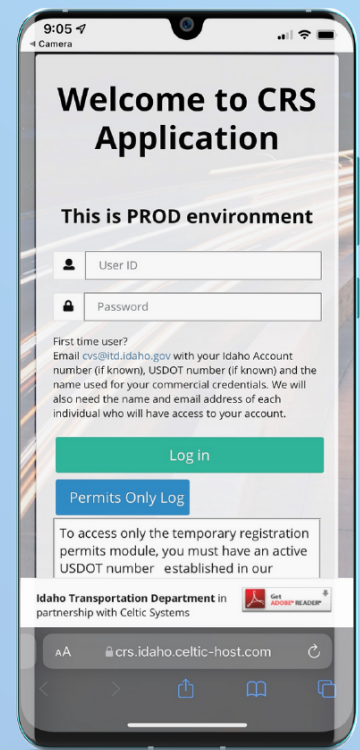 9:05
Camera
Welcome to CRS
Application
This is PROD environment
User ID
Password
First time user?
Email cvs@itd.idaho.gov with your Idaho Account
number (if known), USDOT number (if known) and the
name used for your commercial credentials. We will
also need the name and email address of each
individual who will have access to your account.
Log in
Permits Only Log
To access only the temporary registration
permits module, you must have an active
USDOT number established in our
Idaho Transportation Department in
partnership with Celtic Systems
Get
ADOBE® READER®
AA crs.idaho.celtic-host.com